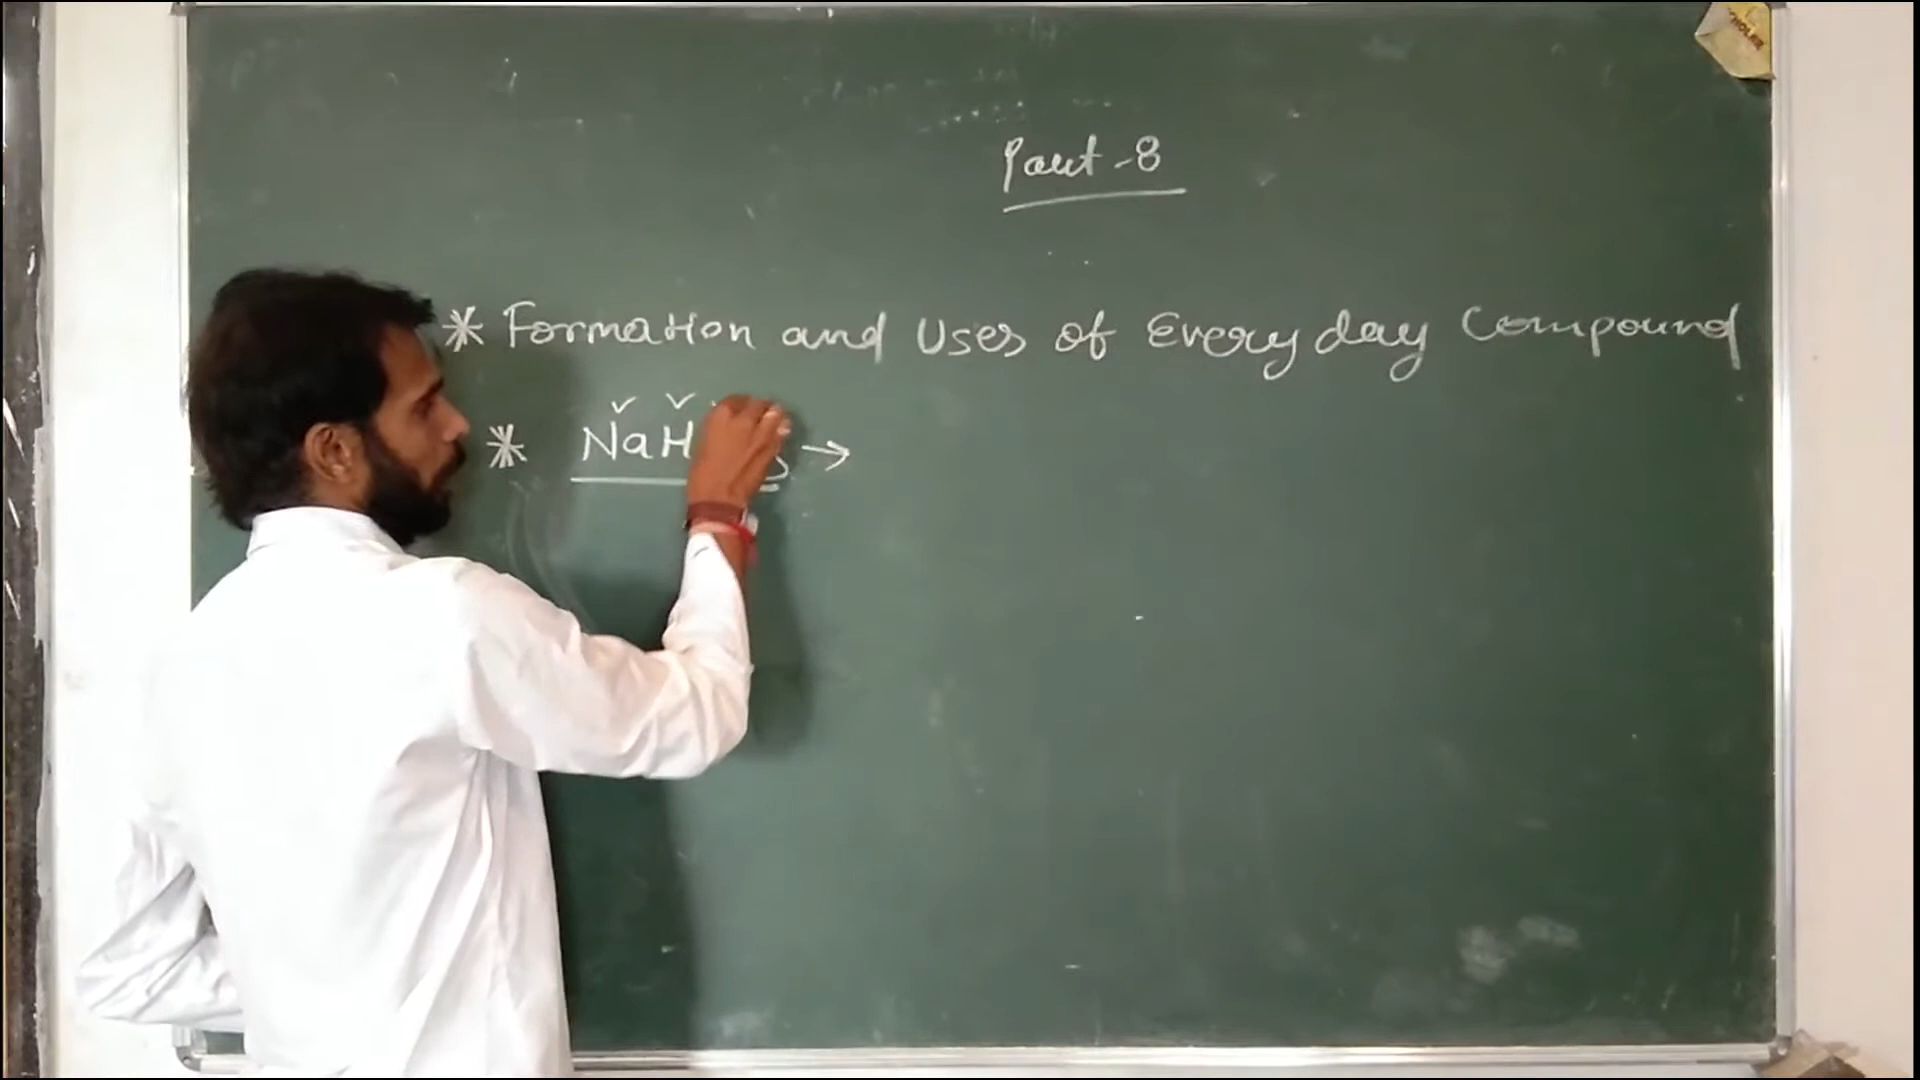 Part-8
* Formation and Uses of Everyday Compound
* NaH →